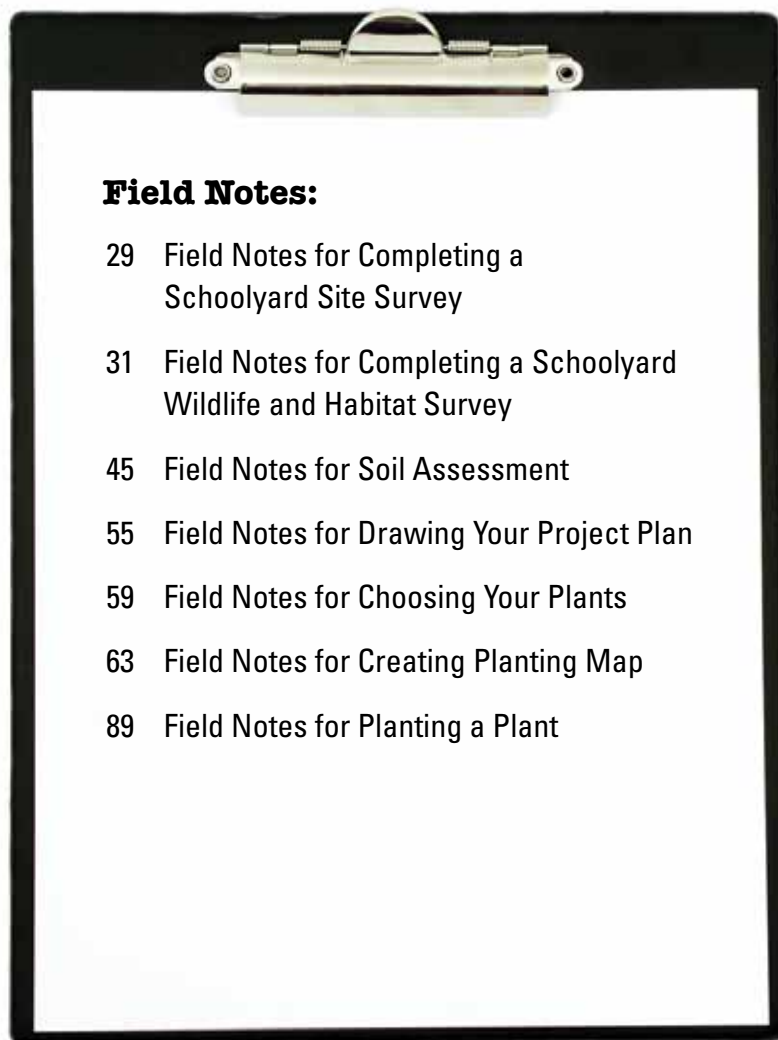 Field Notes:
29 Field Notes for Completing a
Schoolyard Site Survey
31 Field Notes for Completing a Schoolyard
Wildlife and Habitat Survey
45 Field Notes for Soil Assessment
55 Field Notes for Drawing Your Project Plan
59 Field Notes for Choosing Your Plants
63 Field Notes for Creating Planting Map
89 Field Notes for Planting a Plant